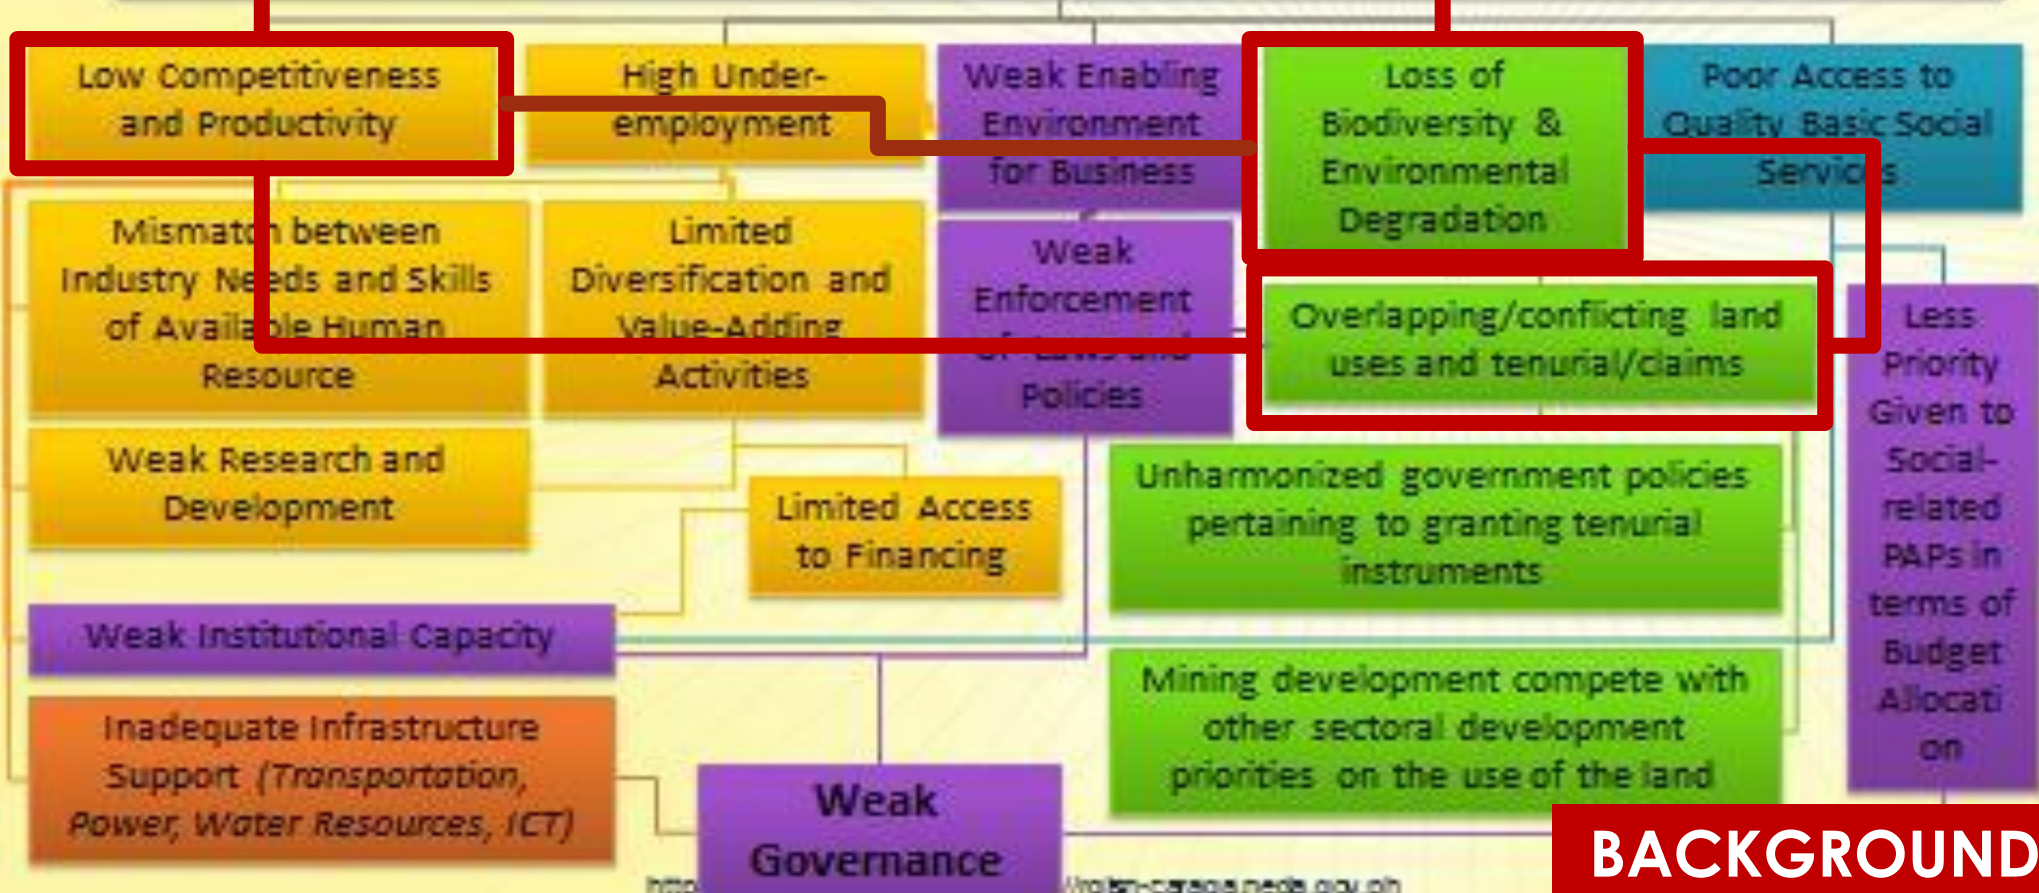 Low Competitiveness
and Productivity
High Under-
employment
Weak Enabling
Environment
for Business
Loss of
Biodiversity &
Environmental
Degradation
Poor Access to
Quality Basic Social
Services
Mismatch between
Industry Needs and Skills
of Available Human
Resource
Limited
Diversification and
Value-Adding
Activities
Weak
Enforcement
of Laws and
Policies
Overlapping/conflicting land
uses and tenurial/claims
Less
Priority
Given to
Social-
related
PAPs in
terms of
Budget
Allocati
on
Weak Research and
Development
Limited Access
to Financing
Unharmonized government policies
pertaining to granting tenurial
instruments
Weak Institutional Capacity
Mining development compete with
other sectoral development
priorities on the use of the land
Inadequate Infrastructure
Support (Transportation,
Power, Water Resources, ICT)
Weak
Governance
BACKGROUND